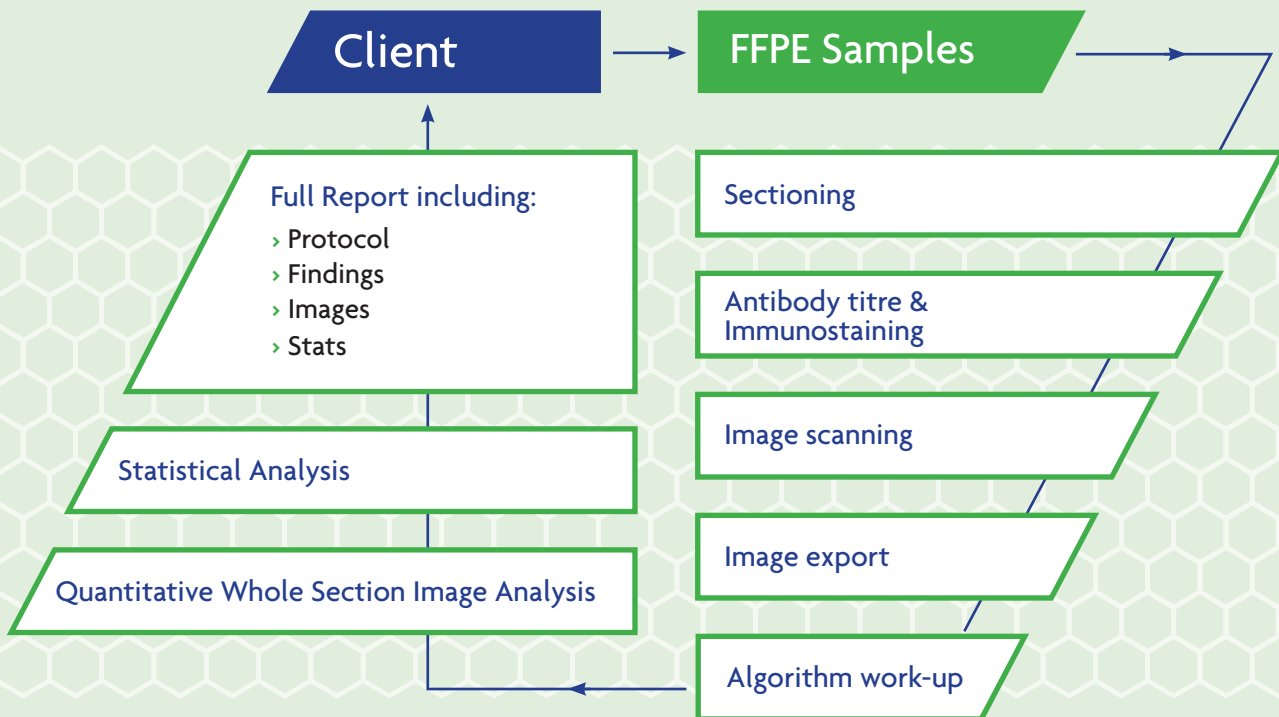 Client
FFPE Samples
Full Report including:
› Protocol
› Findings
› Images
› Stats
Statistical Analysis
Quantitative Whole Section Image Analysis
Sectioning
Antibody titre &
Immunostaining
Image scanning
Image export
Algorithm work-up